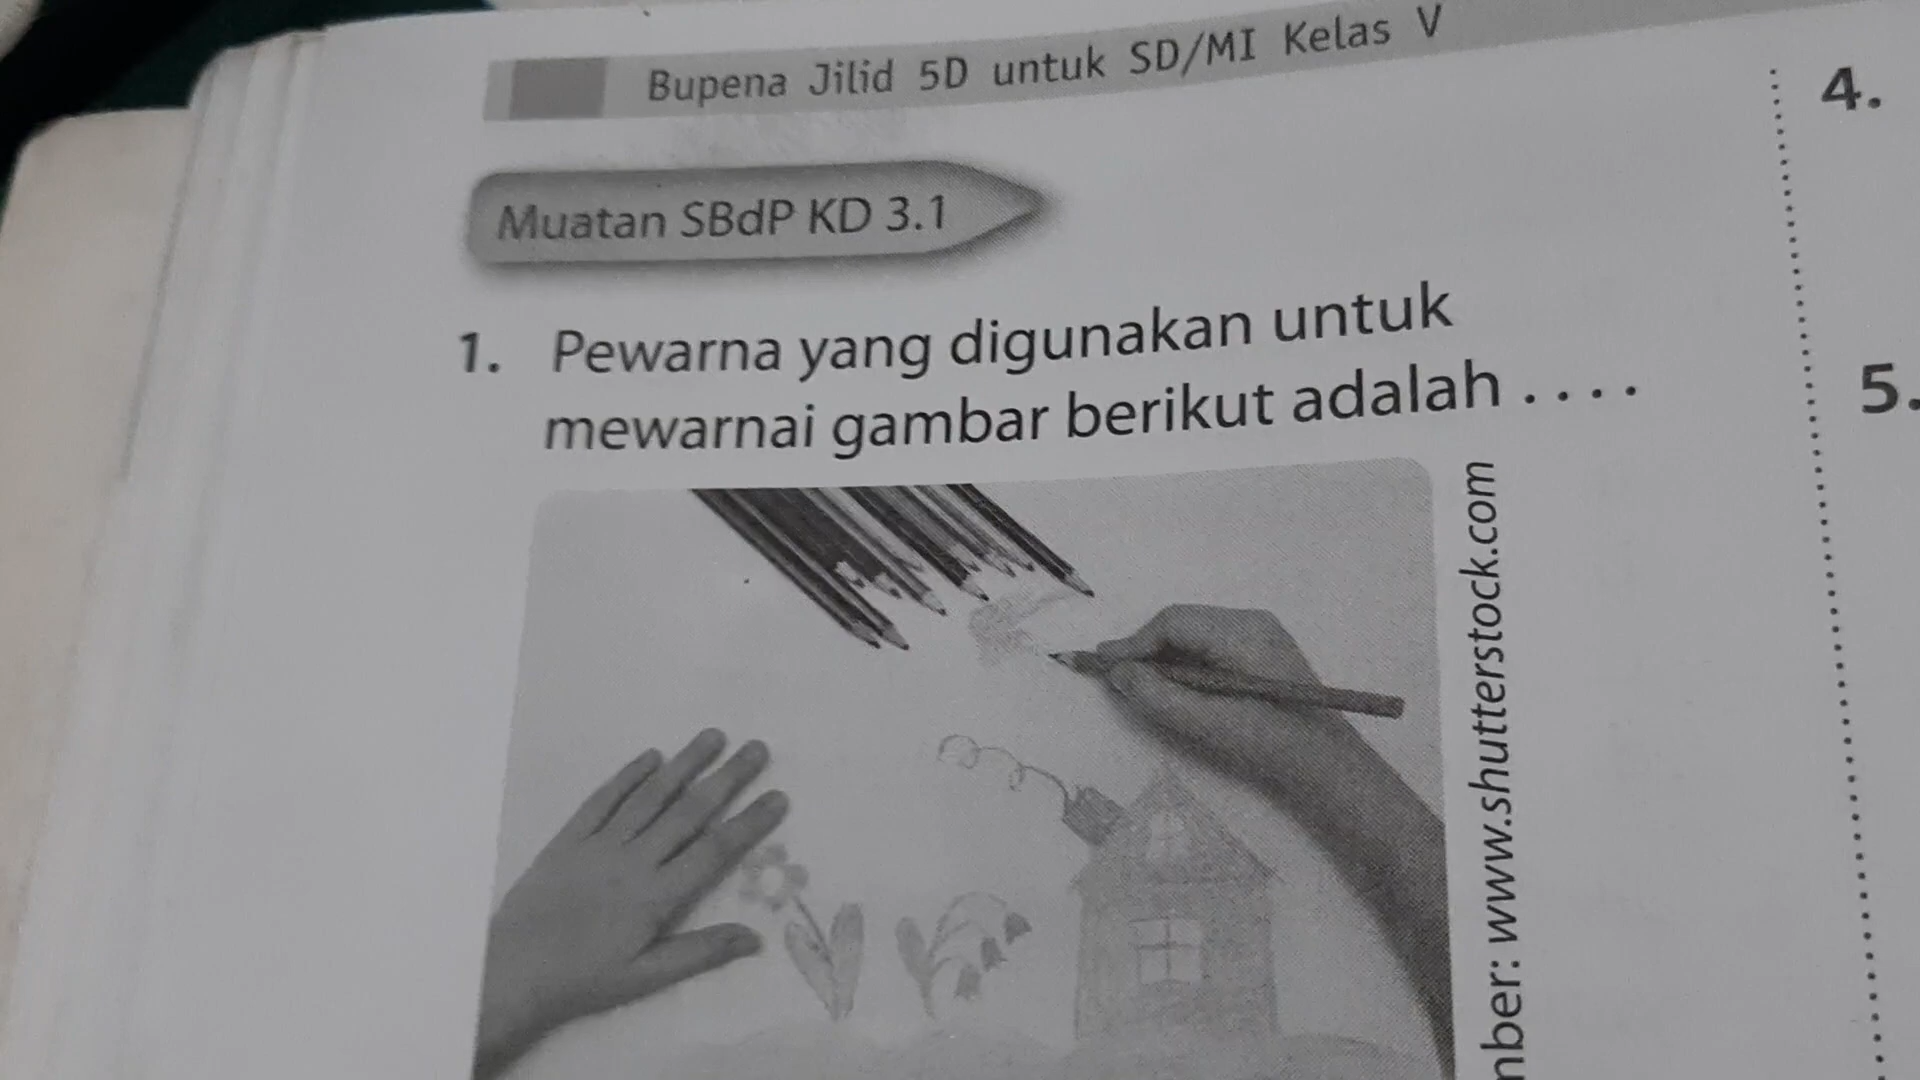 Bupena Jilid 5D untuk SD/MI Kelas V
Muatan SBdP KD 3.1
1. Pewarna yang digunakan untuk
mewarnai gambar berikut adalah . . . .
mber: www.shutterstock.com
4.
5.